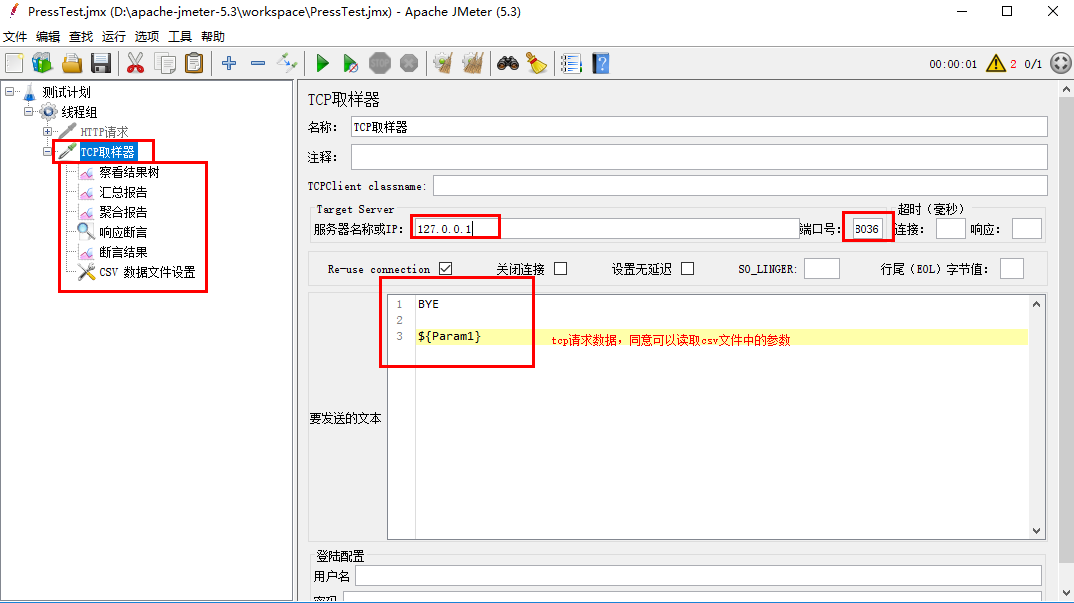 PressTest.jmx (D:\apache-jmeter-5.3\workspace\PressTest.jmx) - Apache JMeter (5.3)
文件 编辑 查找 运行 选项 工具 帮助
STOP
00:00:01 2 0/1
测试计划
线程组
HTTP请求
TCP取样器
察看结果树
汇总报告
聚合报告
响应断言
断言结果
CSV 数据文件设置
TCP取样器
名称： TCP取样器
注释：
TCPClient classname:
Target Server
服务器名称或IP： 127.0.0.1
端口号：
超时（毫秒）
连接： 响应：
Re-use connection 关闭连接 设置无延迟 SO_LINGER: 行尾（EOL）字节值：
要发送的文本
1 BYE
2
3 ${Param1}
tcp请求数据，同意可以读取csv文件中的参数
登陆配置
用户名